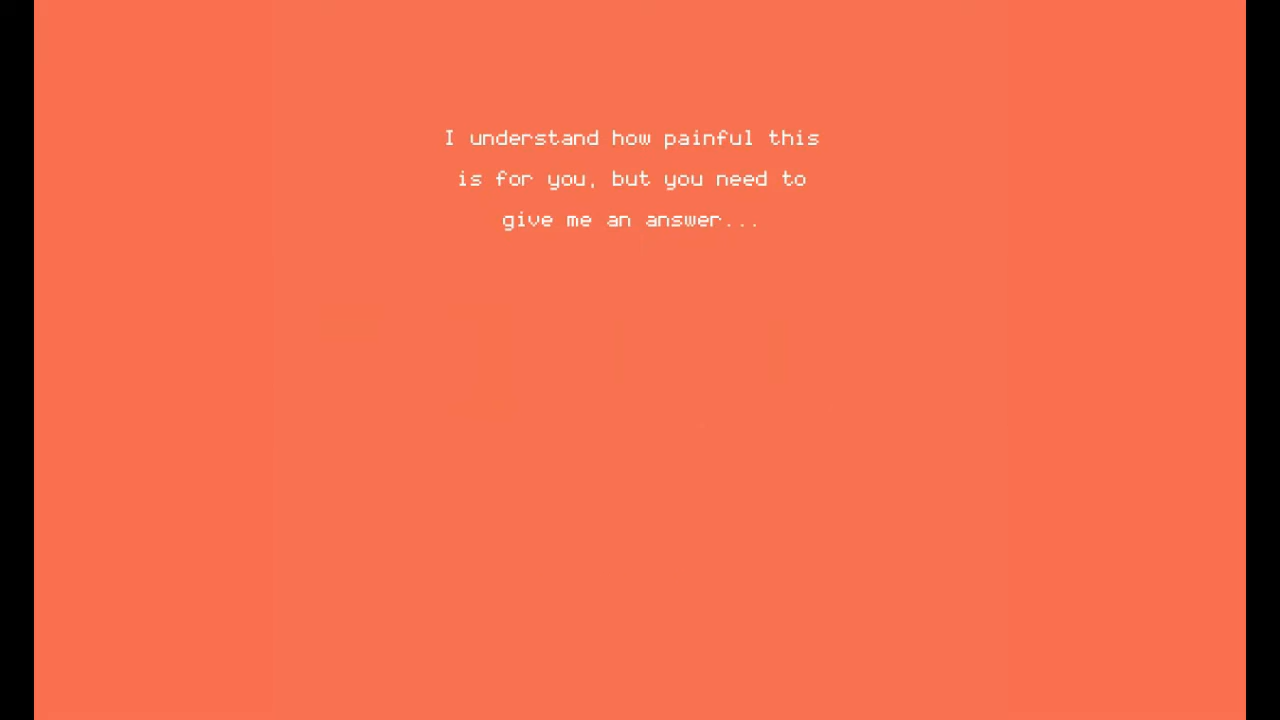 I understand how painful this
is for you, but you need to
give me an answer...